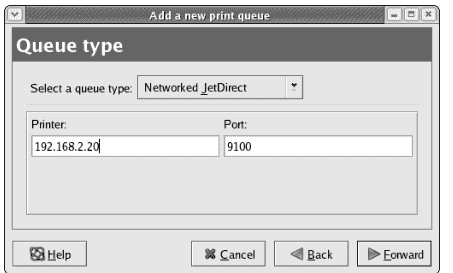 Add a new print queue
Queue type
Select a queue type: Networked JetDirect
Printer: Port:
192.168.2.20 9100
Help Cancel Back Forward